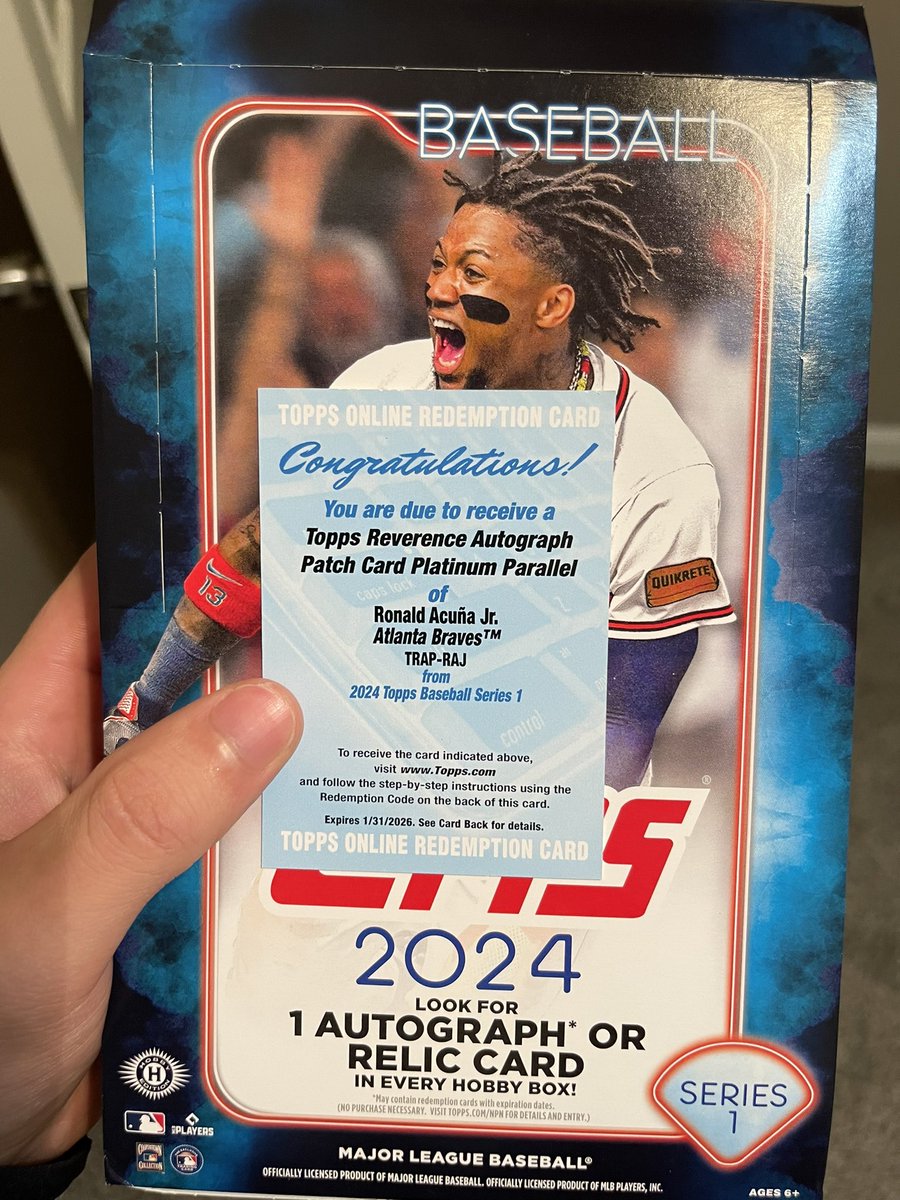 BASEBALL
TOPPS ONLINE REDEMPTION CARD
Congratulations!
You are due to receive a
Topps Reverence Autograph
Patch Card Platinum Parallel
of
Ronald Acuña Jr.
Atlanta Braves™
TRAP-RAJ
from
2024 Topps Baseball Series 1
To receive the card indicated above,
visit www.Topps.com
and follow the step-by-step instructions using the
Redemption Code on the back of this card.
Expires 1/31/2026. See Card Back for details.
TOPPS ONLINE REDEMPTION CARD
caps lock
control
QUIKRETE
13
®
2024
LOOK FOR
1 AUTOGRAPH* OR
RELIC CARD
IN EVERY HOBBY BOX!
*May contain redemption cards with expiration dates.
(NO PURCHASE NECESSARY. VISIT TOPPS.COM/NPN FOR DETAILS AND ENTRY.)
SERIES
1
HOBBY
H
EDITION
PLAYERS
MAJOR LEAGUE BASEBALL®
OFFICIALLY LICENSED PRODUCT OF MAJOR LEAGUE BASEBALL. OFFICIALLY LICENSED PRODUCT OF MLB PLAYERS, INC.
AGES 6+